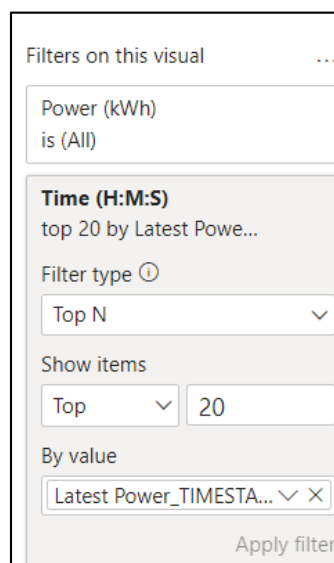 Filters on this visual ...
Power (kWh)
is (All)
Time (H:M:S)
top 20 by Latest Powe...
Filter type
Top N
Show items
Top 20
By value
Latest Power_TIMESTA...
Apply filter